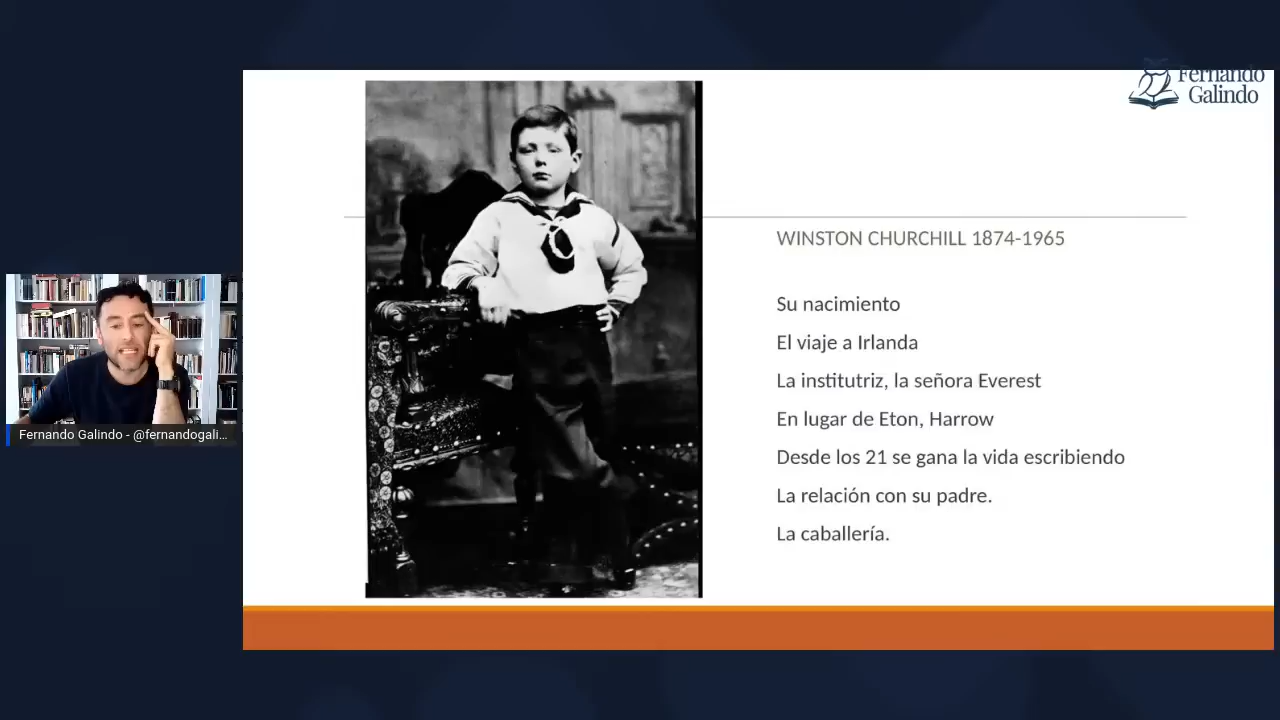 Fernando
Galindo
WINSTON CHURCHILL 1874-1965
Su nacimiento
El viaje a Irlanda
La institutriz, la señora Everest
En lugar de Eton, Harrow
Desde los 21 se gana la vida escribiendo
La relación con su padre.
La caballería.
Fernando Galindo - @fernandogali...